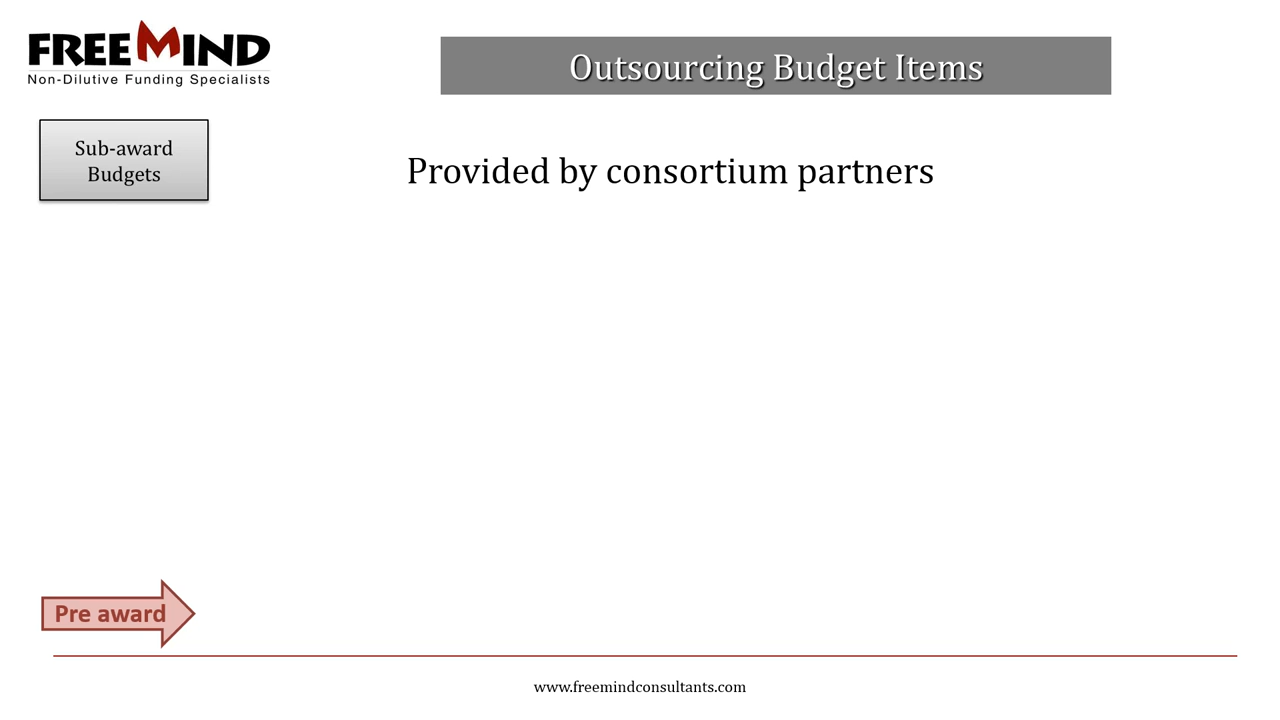 FREEMIND
Non-Dilutive Funding Specialists
Outsourcing Budget Items
Sub-award
Budgets
Provided by consortium partners
Pre award
www.freemindconsultants.com